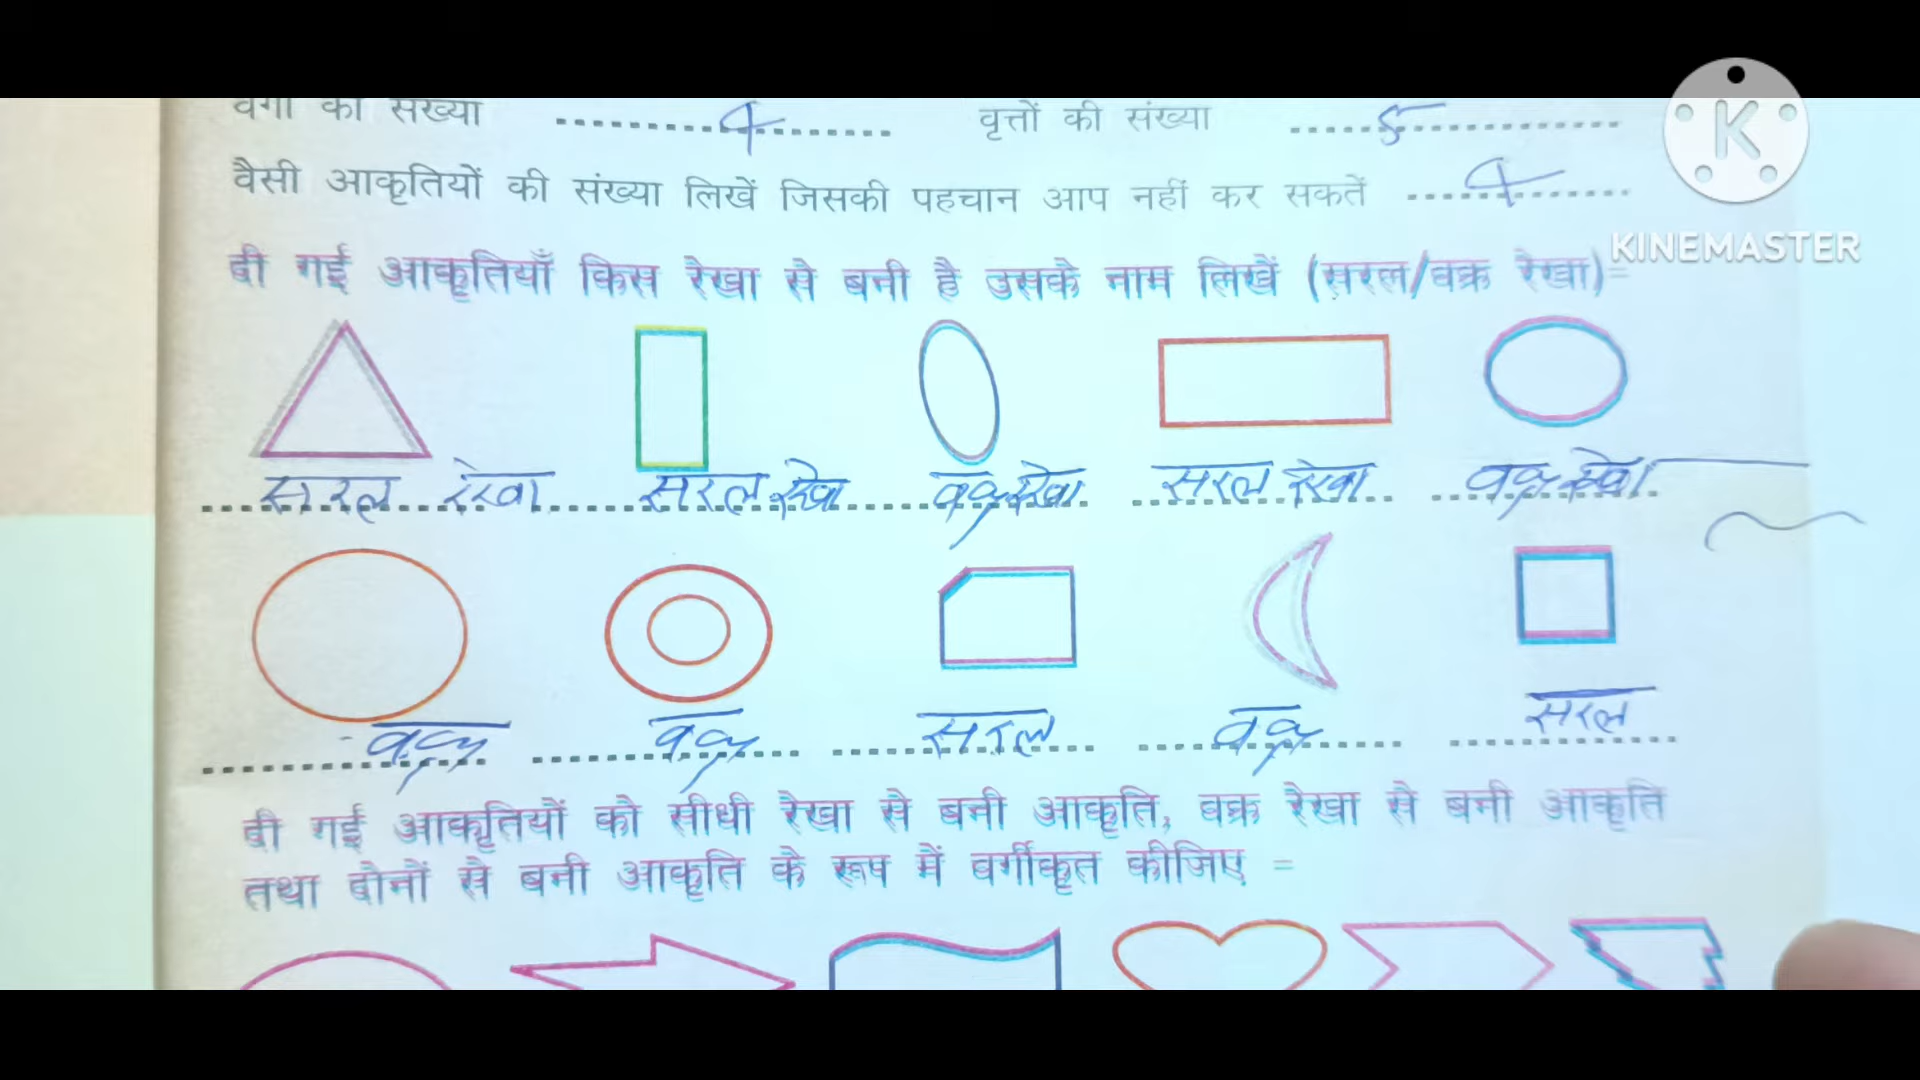 वर्गों की संख्या 4 वृत्तों की संख्या 5
वैसी आकृतियों की संख्या लिखें जिसकी पहचान आप नहीं कर सकतें 4
KINEMASTER
दी गई आकृतियाँ किस रेखा से बनी है उसके नाम लिखें (सरल/वक्र रेखा)=
सरल रेखा सरल रेखा वक्र रेखा सरल रेखा वक्र रेखा
वक्र वक्र सरल वक्र सरल
दी गई आकृतियों को सीधी रेखा से बनी आकृति, वक्र रेखा से बनी आकृति
तथा दोनों से बनी आकृति के रूप में वर्गीकृत कीजिए =